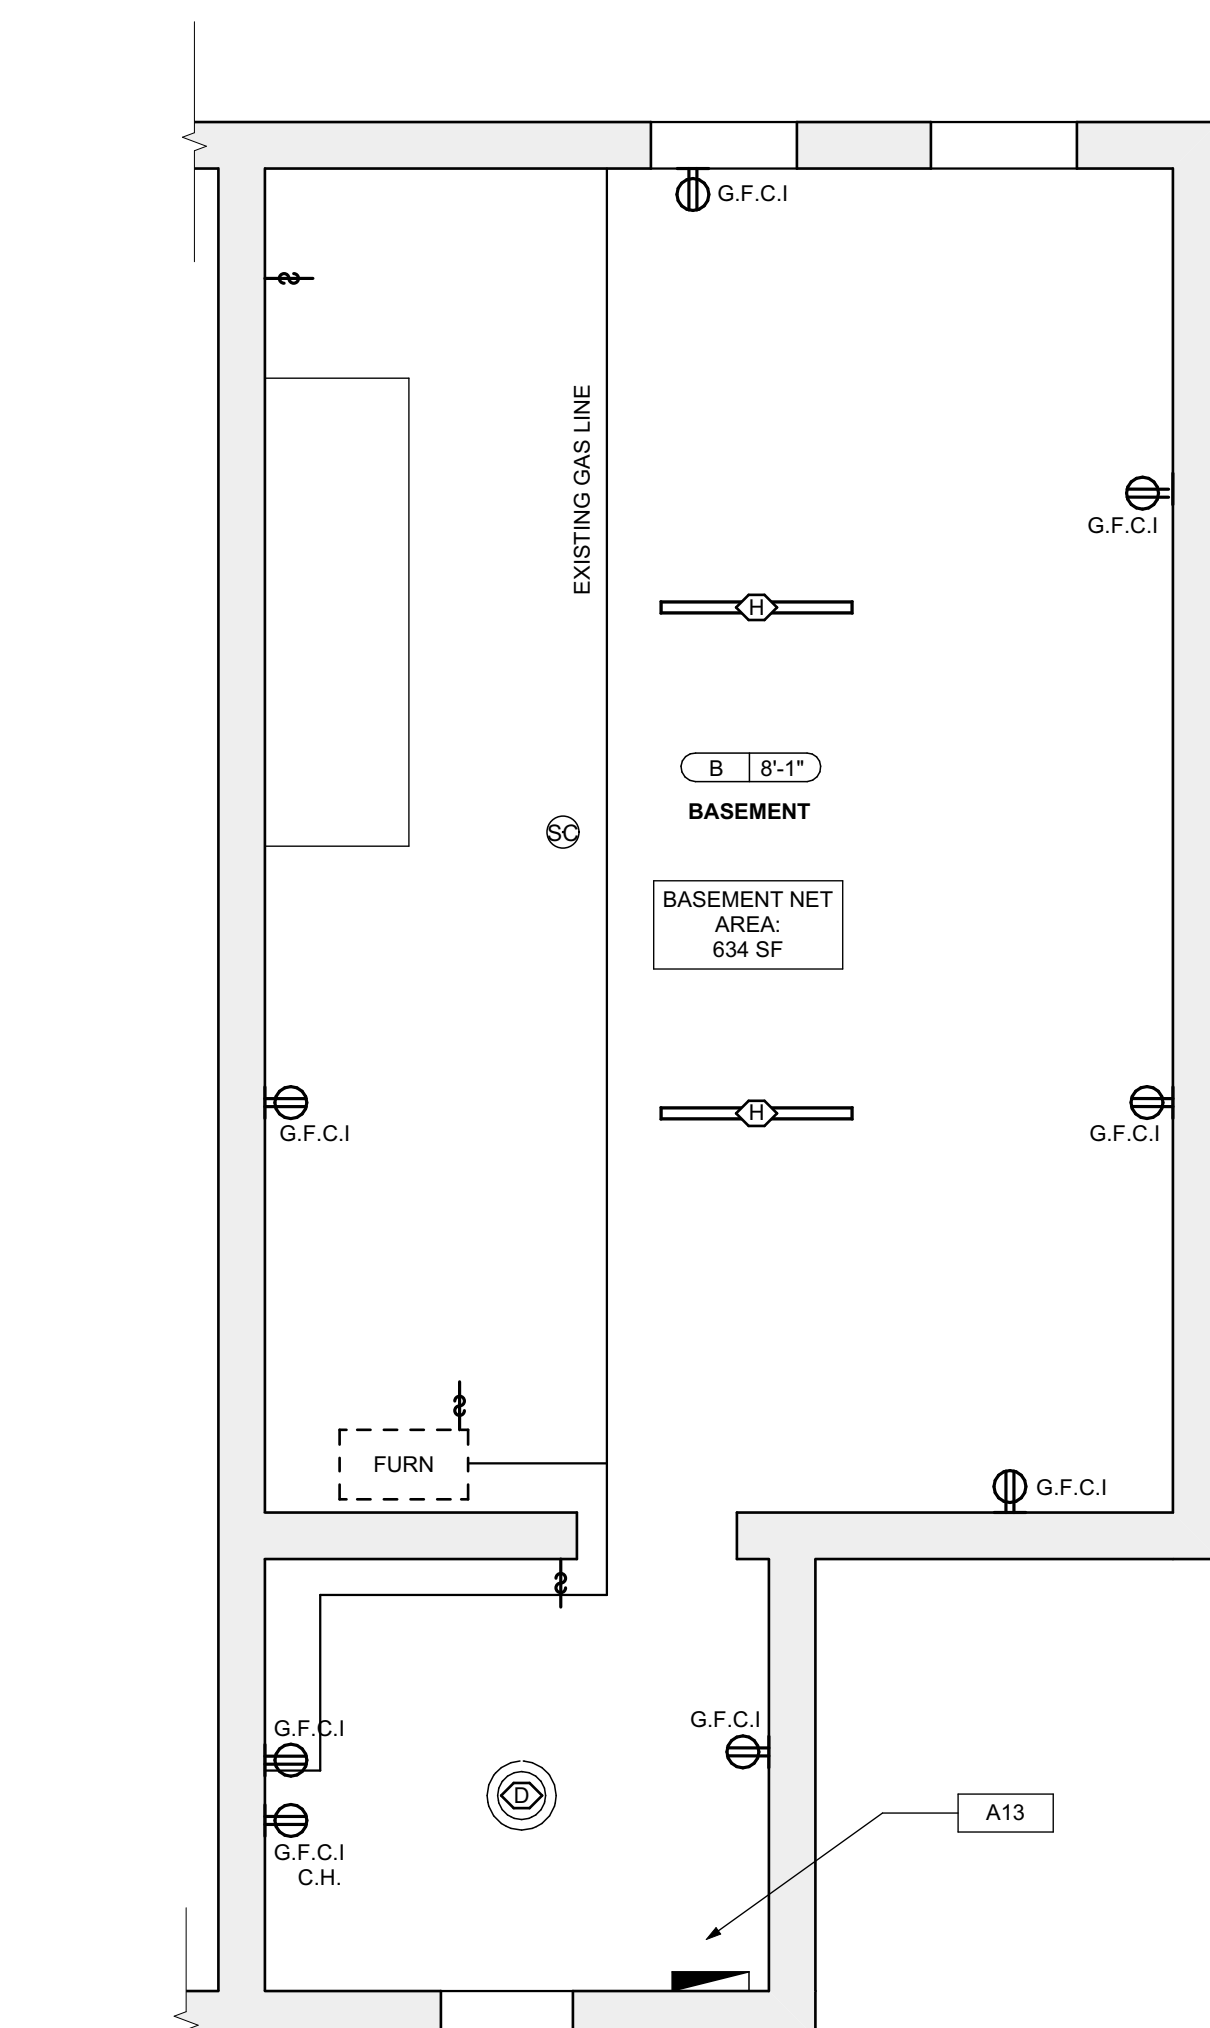 G.F.C.I
EXISTING GAS LINE
G.F.C.I
H
B 8'-1"
BASEMENT
SC
BASEMENT NET
AREA:
634 SF
H
G.F.C.I
G.F.C.I
FURN
G.F.C.I
G.F.C.I
G.F.C.I
D
A13
G.F.C.I
C.H.